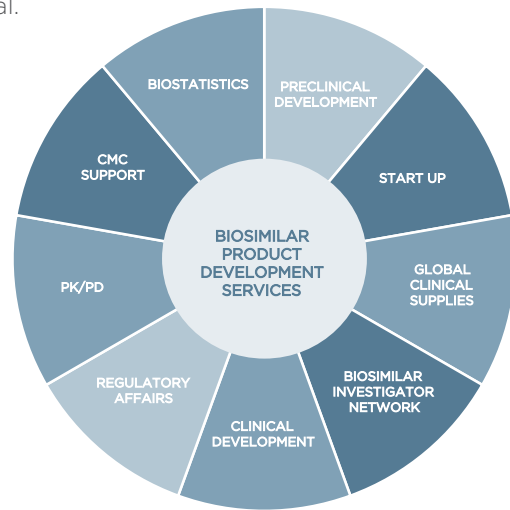 al.
BIOSTATISTICS
PRECLINICAL
DEVELOPMENT
CMC
SUPPORT
START UP
BIOSIMILAR
PRODUCT
DEVELOPMENT
SERVICES
PK/PD
GLOBAL
CLINICAL
SUPPLIES
REGULATORY
AFFAIRS
BIOSIMILAR
INVESTIGATOR
NETWORK
CLINICAL
DEVELOPMENT